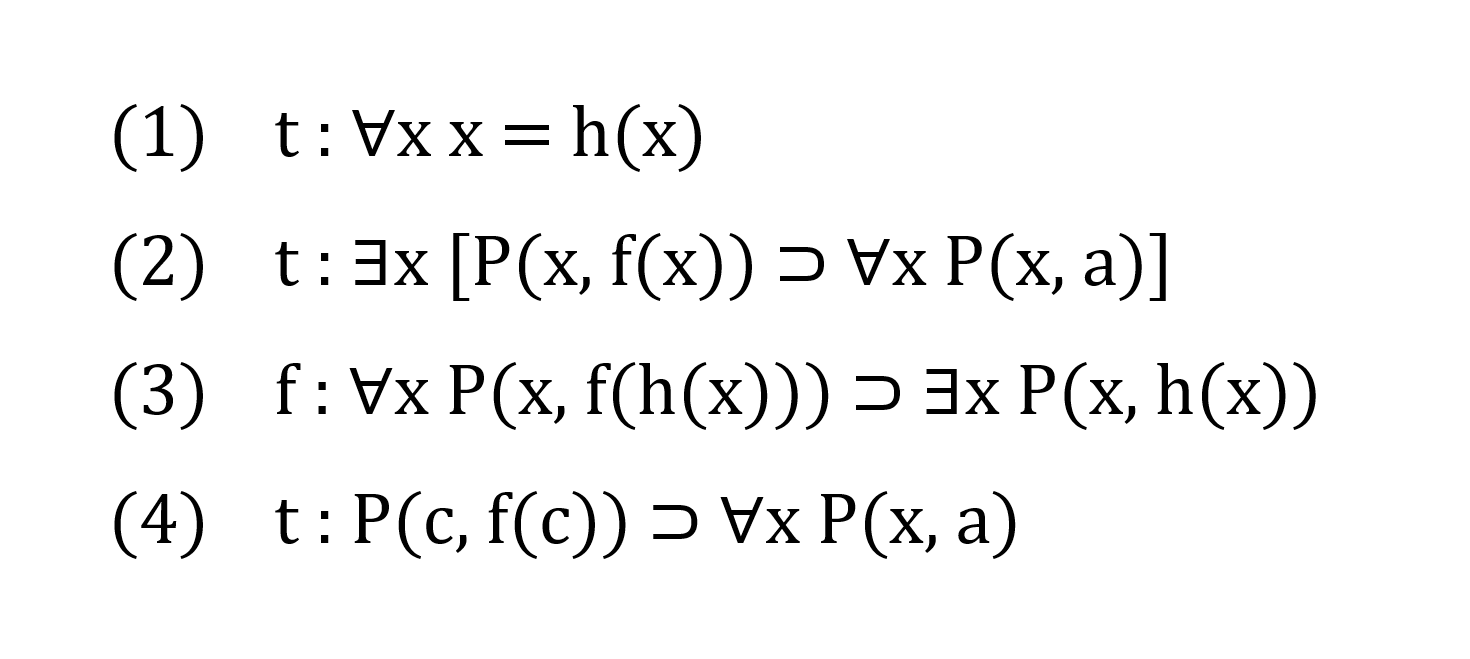 (1) t : ∀x x = h(x)
(2) t : ∃x [P(x, f(x)) ⊃ ∀x P(x, a)]
(3) f : ∀x P(x, f(h(x))) ⊃ ∃x P(x, h(x))
(4) t : P(c, f(c)) ⊃ ∀x P(x, a)